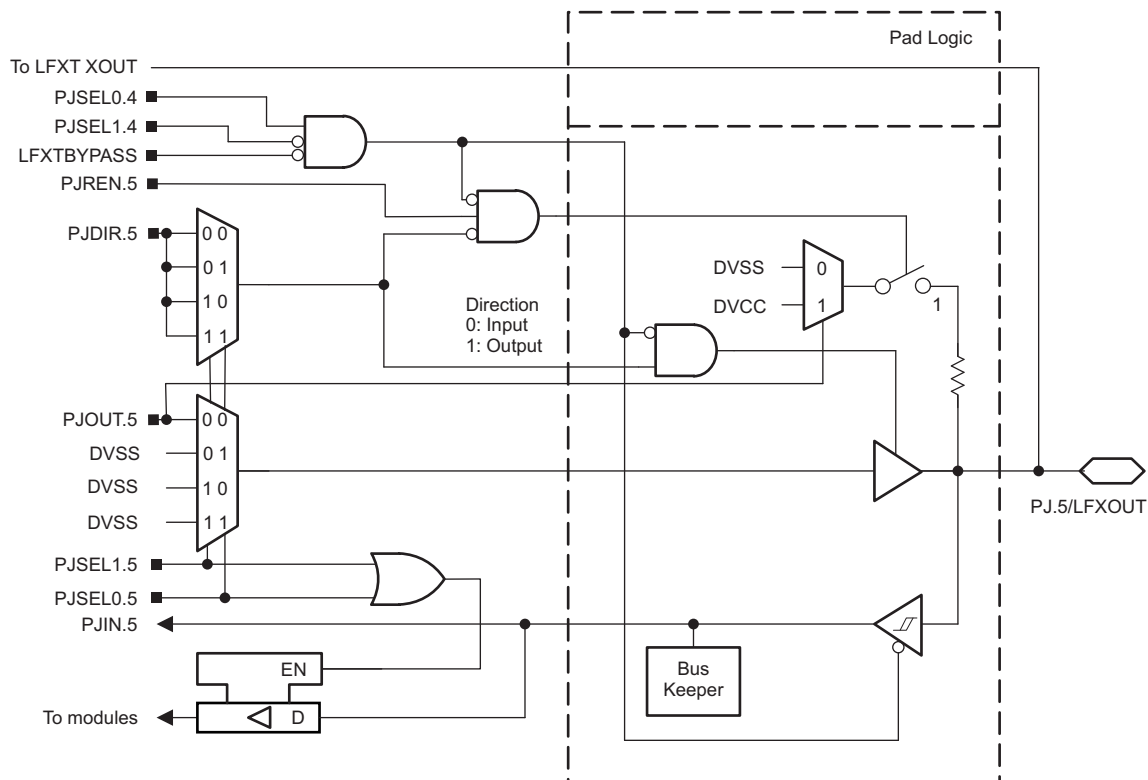 Pad Logic
To LFXT XOUT
PJSEL0.4
PJSEL1.4
LFXTBYPASS
PJREN.5
PJDIR.5
0 0
0 1
1 0
1 1
Direction
0: Input
1: Output
DVSS
0
DVCC
1
1
PJOUT.5
0 0
DVSS
0 1
DVSS
1 0
DVSS
1 1
PJ.5/LFXOUT
PJSEL1.5
PJSEL0.5
PJIN.5
EN
D
Bus
Keeper
To modules